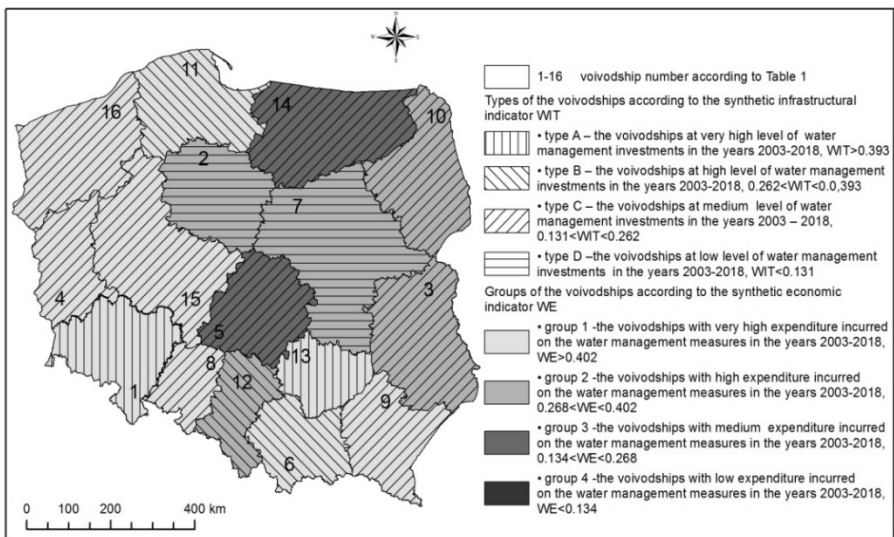 11
16
14
10
2
7
4
15
3
5
8
13
1
12
9
6
0 50 100 200 300 400 km
1-16 voivodship number according to Table 1
Types of the voivodships according to the synthetic infrastructural
indicator WIT
• type A – the voivodships at very high level of water
management investments in the years 2003-2018, WIT>0.393
• type B – the voivodships at high level of water management
investments in the years 2003-2018, 0.262<WIT<0.0,393
• type C – the voivodships at medium level of water
management investments in the years 2003 – 2018,
0.131<WIT<0.262
• type D –the voivodships at low level of water management
investments in the years 2003-2018, WIT<0.131
Groups of the voivodships according to the synthetic economic
indicator WE
• group 1 -the voivodships with very high expenditure incurred
on the water management measures in the years 2003-2018,
WE>0.402
• group 2 -the voivodships with high expenditure incurred
on the water management measures in the years 2003-2018,
0.268<WE<0.402
• group 3 -the voivodships with medium expenditure incurred
on the water management measures in the years 2003-2018,
0.134<WE<0.268
• group 4 -the voivodships with low expenditure incurred
on the water management measures in the years 2003-2018,
WE<0.134